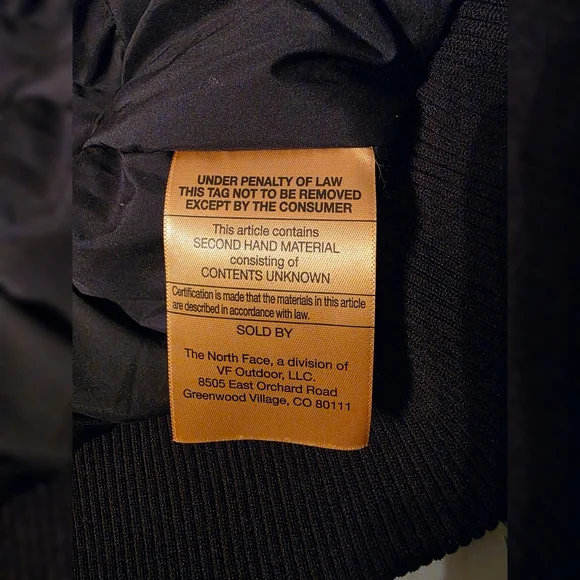 UNDER PENALTY OF LAW
THIS TAG NOT TO BE REMOVED
EXCEPT BY THE CONSUMER
This article contains
SECOND HAND MATERIAL
consisting of
CONTENTS UNKNOWN
Certification is made that the materials in this article
are described in accordance with law.
SOLD BY
The North Face, a division of
VF Outdoor, LLC.
8505 East Orchard Road
Greenwood Village, CO 80111